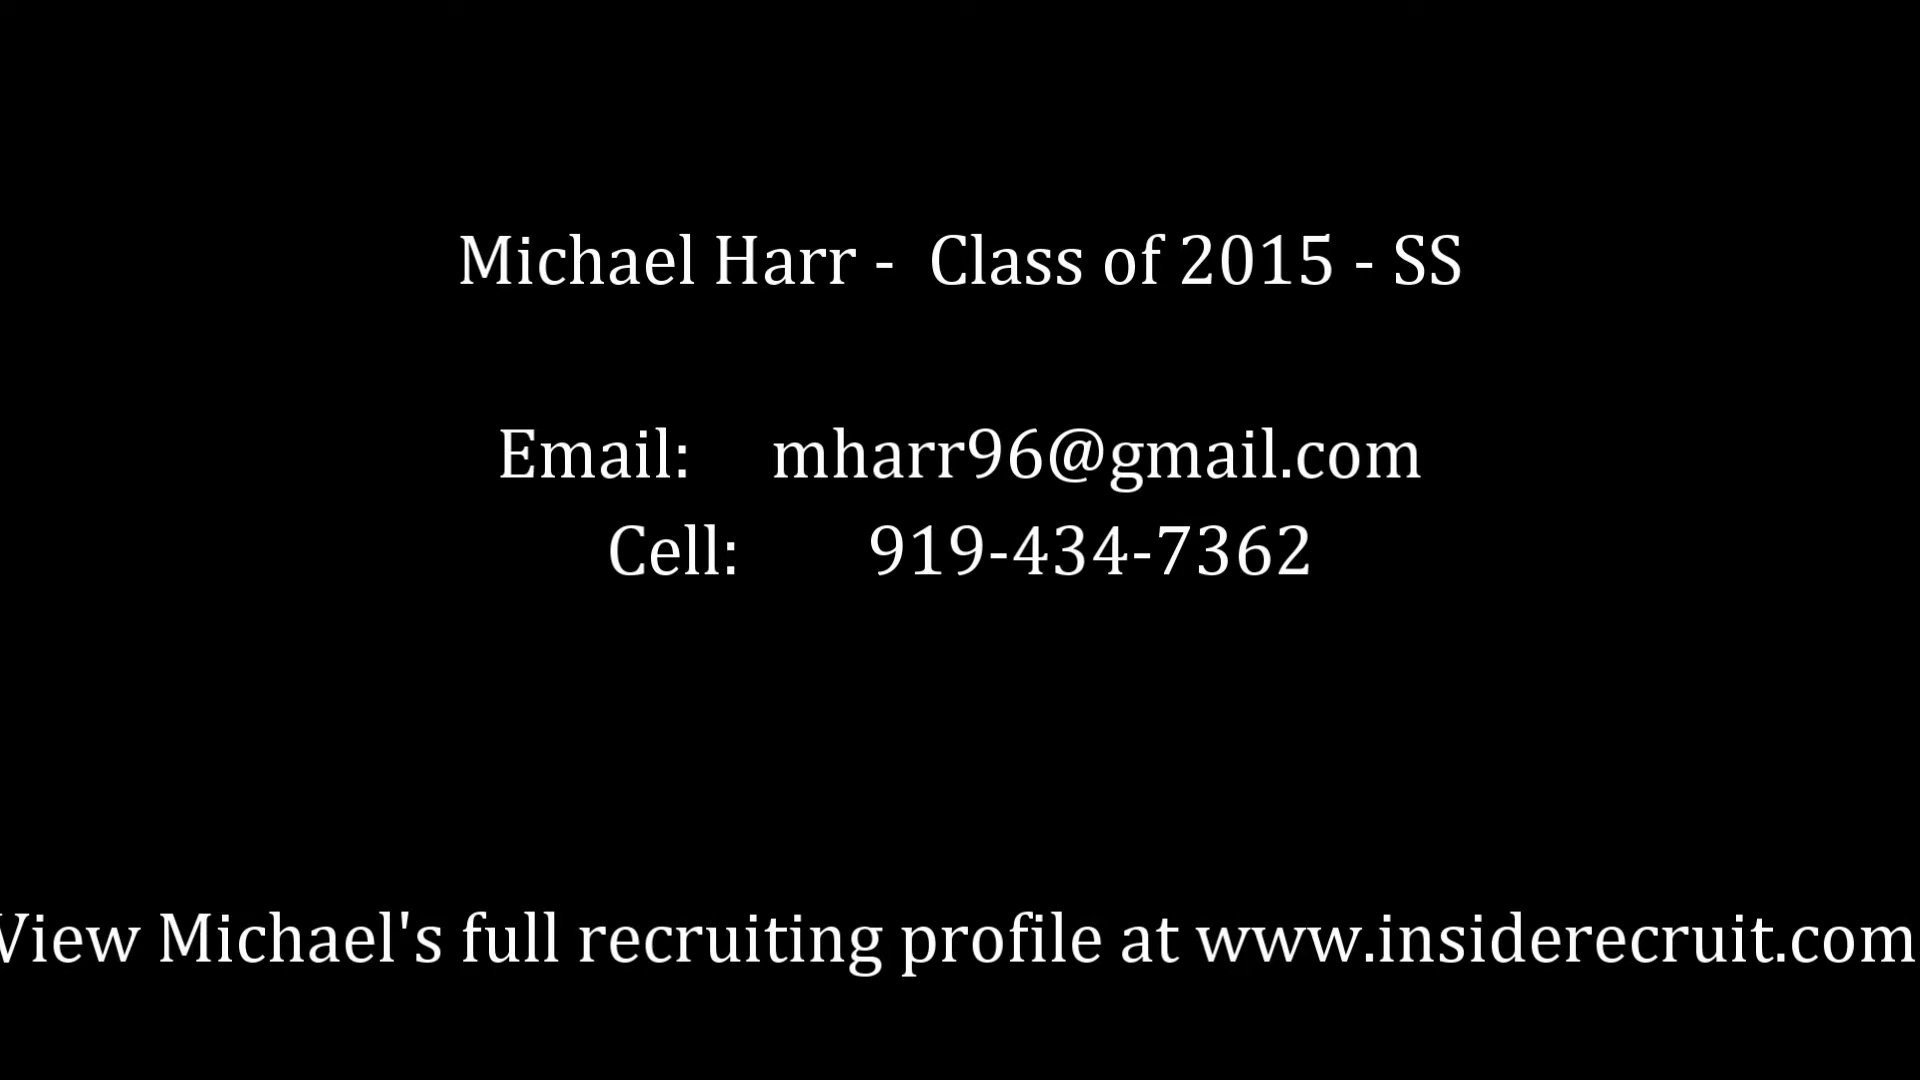 Michael Harr -  Class of 2015 - SS
Email:     mharr96@gmail.com
Cell:        919-434-7362
View Michael's full recruiting profile at www.insiderecruit.com